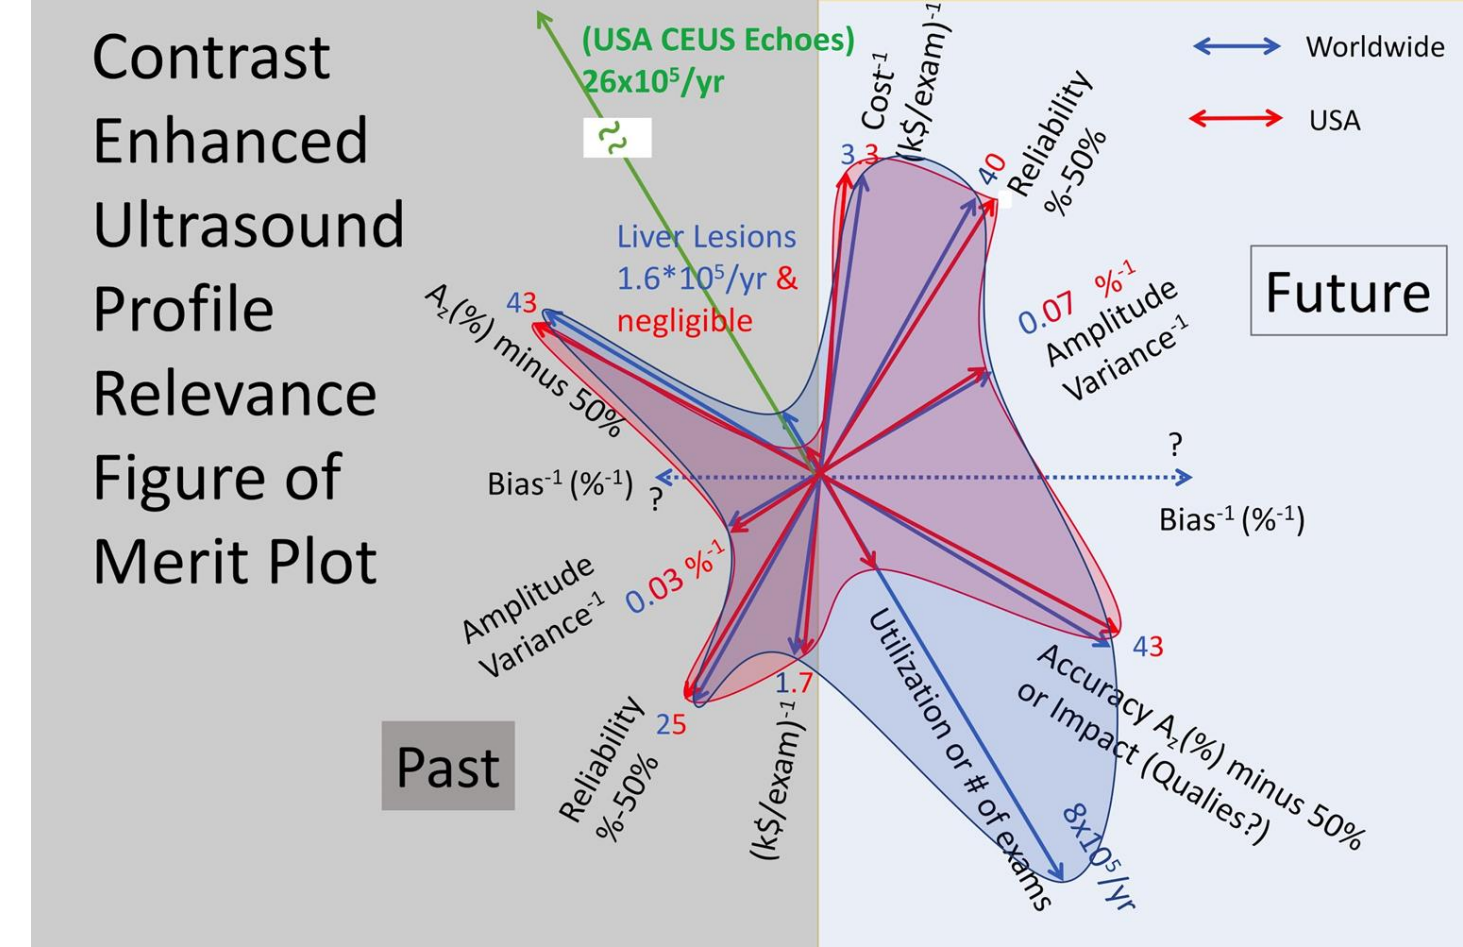 Contrast
Enhanced
Ultrasound
Profile
Relevance
Figure of
Merit Plot
(USA CEUS Echoes)
26x10⁵/yr
Liver Lesions
1.6*10⁵/yr &
negligible
A_z(%) minus 50%
43
Bias⁻¹ (%⁻¹)
?
Amplitude
Variance⁻¹
0.03 %⁻¹
Reliability
%-50%
25
1.7
(k$/exam)⁻¹
Past
Worldwide
USA
Cost⁻¹
(k$/exam)⁻¹
3.3
40
Reliability
%-50%
0.07 %⁻¹
Amplitude
Variance⁻¹
Future
?
Bias⁻¹ (%⁻¹)
43
Accuracy A_z(%) minus 50%
or Impact (Qualies?)
Utilization or # of exams
8x10⁵/yr